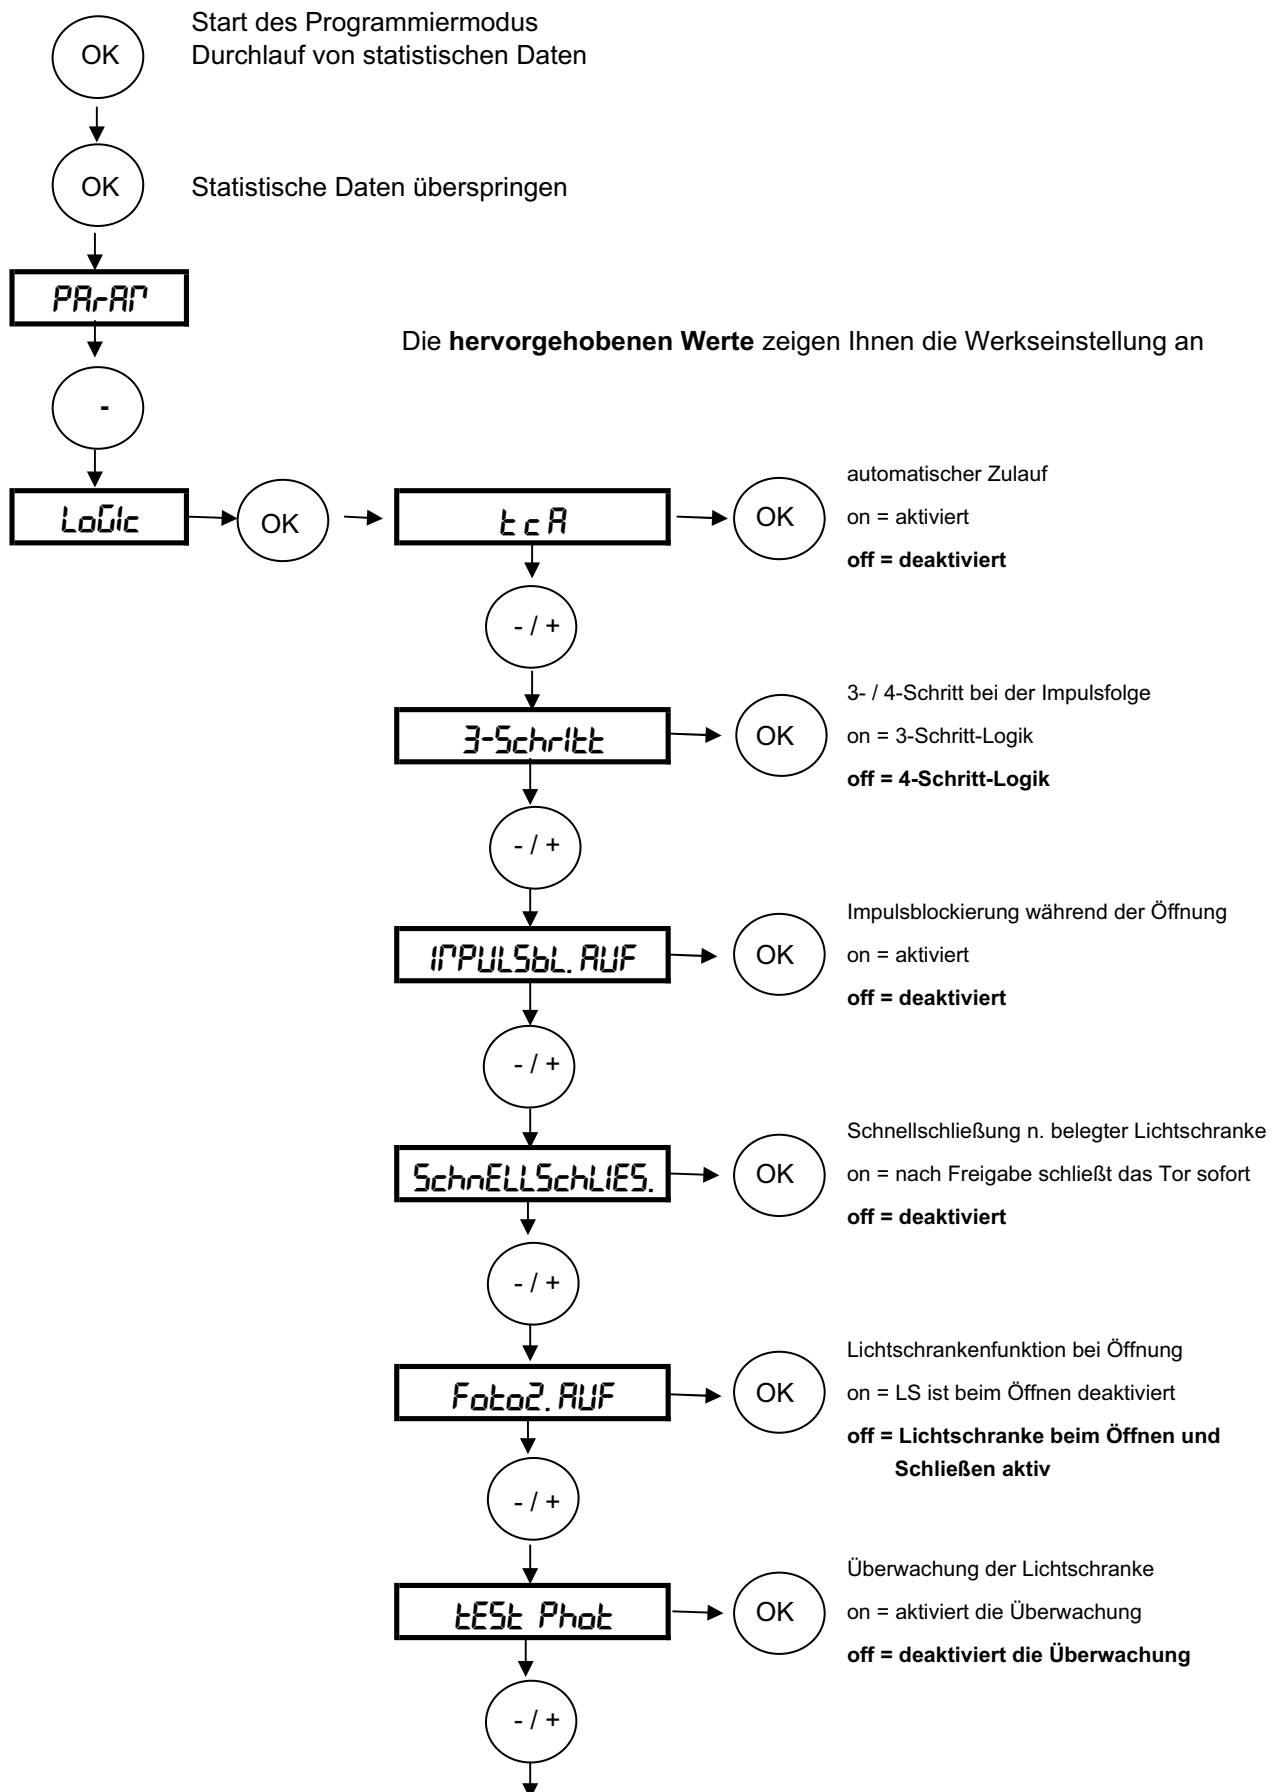 OK
Start des Programmiermodus
Durchlauf von statistischen Daten
OK
Statistische Daten überspringen
PArAM
Die hervorgehobenen Werte zeigen Ihnen die Werkseinstellung an
-
LoGIc
OK
tcA
OK
automatischer Zulauf
on = aktiviert
off = deaktiviert
- / +
3-SchrItt
OK
3- / 4-Schritt bei der Impulsfolge
on = 3-Schritt-Logik
off = 4-Schritt-Logik
- / +
IMPULSbL. AUF
OK
Impulsblockierung während der Öffnung
on = aktiviert
off = deaktiviert
- / +
SchnELLSchLIES.
OK
Schnellschließung n. belegter Lichtschranke
on = nach Freigabe schließt das Tor sofort
off = deaktiviert
- / +
Foto2. AUF
OK
Lichtschrankenfunktion bei Öffnung
on = LS ist beim Öffnen deaktiviert
off = Lichtschranke beim Öffnen und
Schließen aktiv
- / +
tESt Phot
OK
Überwachung der Lichtschranke
on = aktiviert die Überwachung
off = deaktiviert die Überwachung
- / +